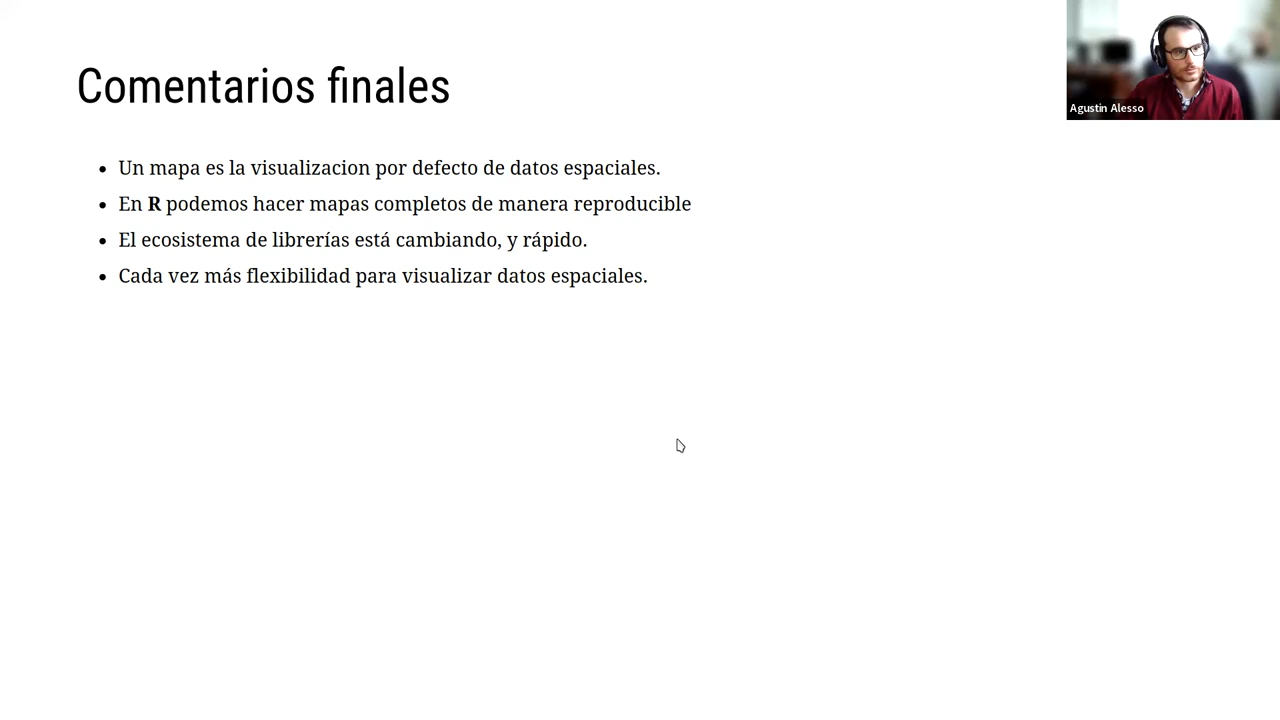 Comentarios finales
Agustin Alesso
Un mapa es la visualizacion por defecto de datos espaciales.
En R podemos hacer mapas completos de manera reproducible
El ecosistema de librerías está cambiando, y rápido.
Cada vez más flexibilidad para visualizar datos espaciales.